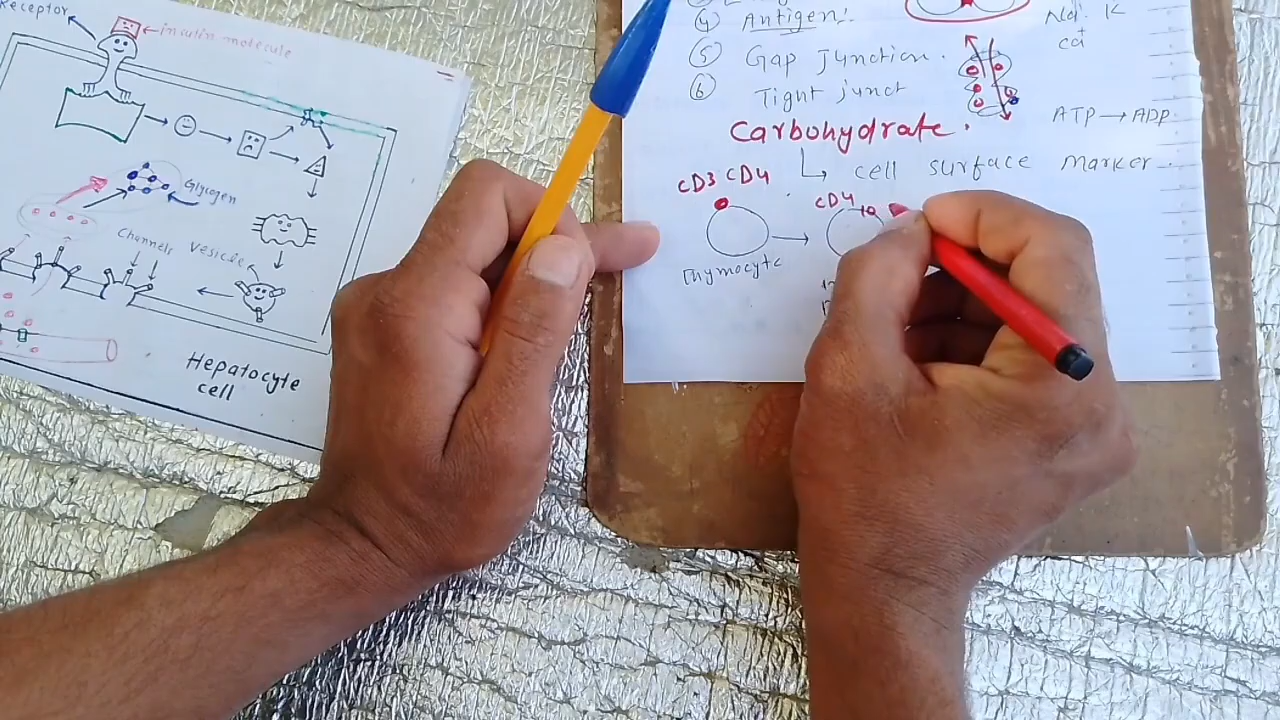 Receptor
insulin molecule
Glycogen
Channels
Vesicle
Hepatocyte
cell
④ Antigen!
⑤ Gap Junction.
⑥ Tight junct
Na+ K
ca+
ATP → ADP
Carbohydrate.
cell surface marker.
CD3 CD4
CD4
Thymocyte